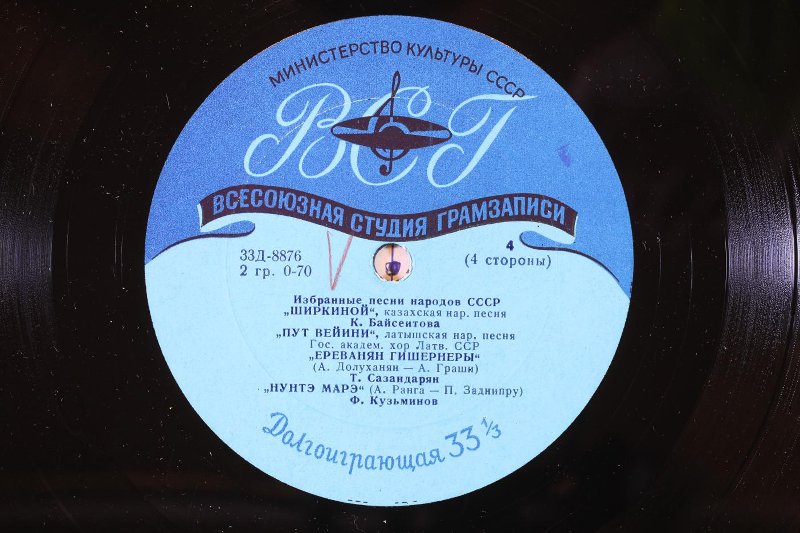 МИНИСТЕРСТВО КУЛЬТУРЫ СССР
ВСГ
ВСЕСОЮЗНАЯ СТУДИЯ ГРАМЗАПИСИ
33Д-8876
2 гр. 0-70
4
(4 стороны)
Избранные песни народов СССР
„ШИРКИНОЙ“, казахская нар. песня
К. Байсеитова
„ПУТ ВЕЙИНИ“, латышская нар. песня
Гос. академ. хор Латв. ССР
„ЕРЕВАНЯН ГИШЕРНЕРЫ“
(А. Долуханян — А. Граши)
Т. Сазандарян
„НУНТЭ МАРЭ“ (А. Ранга — П. Заднипру)
Ф. Кузьминов
Долгоиграющая 33 ⅓